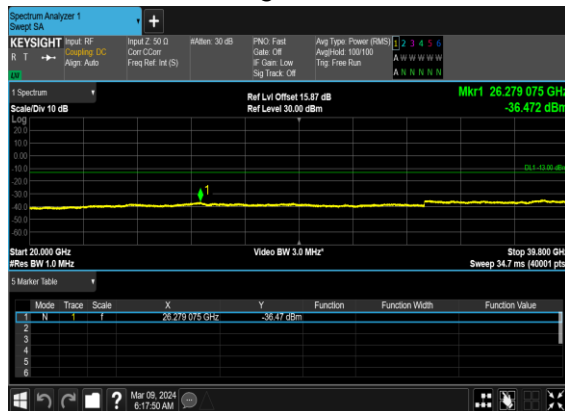 Spectrum Analyzer 1
Swept SA
+
KEYSIGHT Input: RF Input Z: 50 Ω #Atten: 30 dB PNO: Fast Avg Type: Power (RMS) 1 2 3 4 5 6
R T Coupling: DC Corr CCorr Gate: Off Avg|Hold: 100/100 A W W W W W
Align: Auto Freq Ref: Int (S) IF Gain: Low Trig: Free Run
Sig Track: Off A N N N N N
LW
1 Spectrum Ref Lvl Offset 15.87 dB Mkr1 26.279 075 GHz
Scale/Div 10 dB Ref Level 30.00 dBm -36.472 dBm
Log
20.0
10.0
0.00
-10.0 DL1 -13.00 dBm
-20.0
1
-30.0
-40.0
-50.0
-60.0
Start 20.000 GHz Video BW 3.0 MHz* Stop 39.800 GHz
#Res BW 1.0 MHz Sweep 34.7 ms (40001 pts
5 Marker Table
Mode Trace Scale X Y Function Function Width Function Value
1 N 1 f 26.279 075 GHz -36.47 dBm
2
3
4
5
6
? Mar 09, 2024
6:17:50 AM